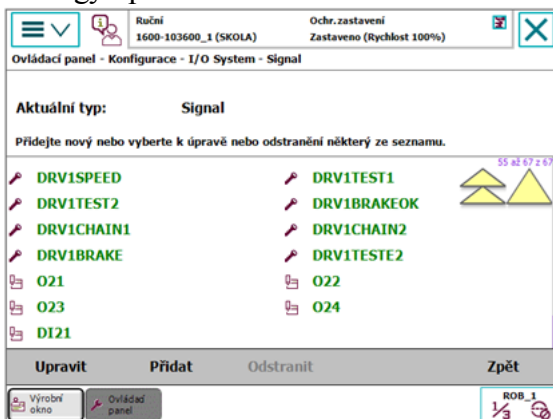 Ruční
1600-103600_1 (SKOLA)
Ochr.zastavení
Zastaveno (Rychlost 100%)
Ovládací panel - Konfigurace - I/O System - Signal
Aktuální typ: Signal
Přidejte nový nebo vyberte k úpravě nebo odstranění některý ze seznamu.
55 až 67 z 67
DRV1SPEED DRV1TEST1
DRV1TEST2 DRV1BRAKEOK
DRV1CHAIN1 DRV1CHAIN2
DRV1BRAKE DRV1TESTE2
O21 O22
O23 O24
DI21
Upravit Přidat Odstranit Zpět
Výrobní
okno
Ovládací
panel
ROB_1
1/3